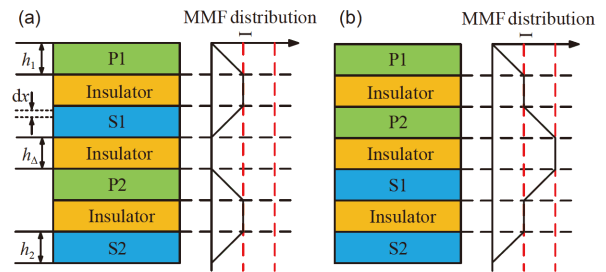 (a)
MMF distribution
I
h1
P1
Insulator
dx
S1
hΔ
Insulator
P2
Insulator
h2
S2
(b)
MMF distribution
I
P1
Insulator
P2
Insulator
S1
Insulator
S2